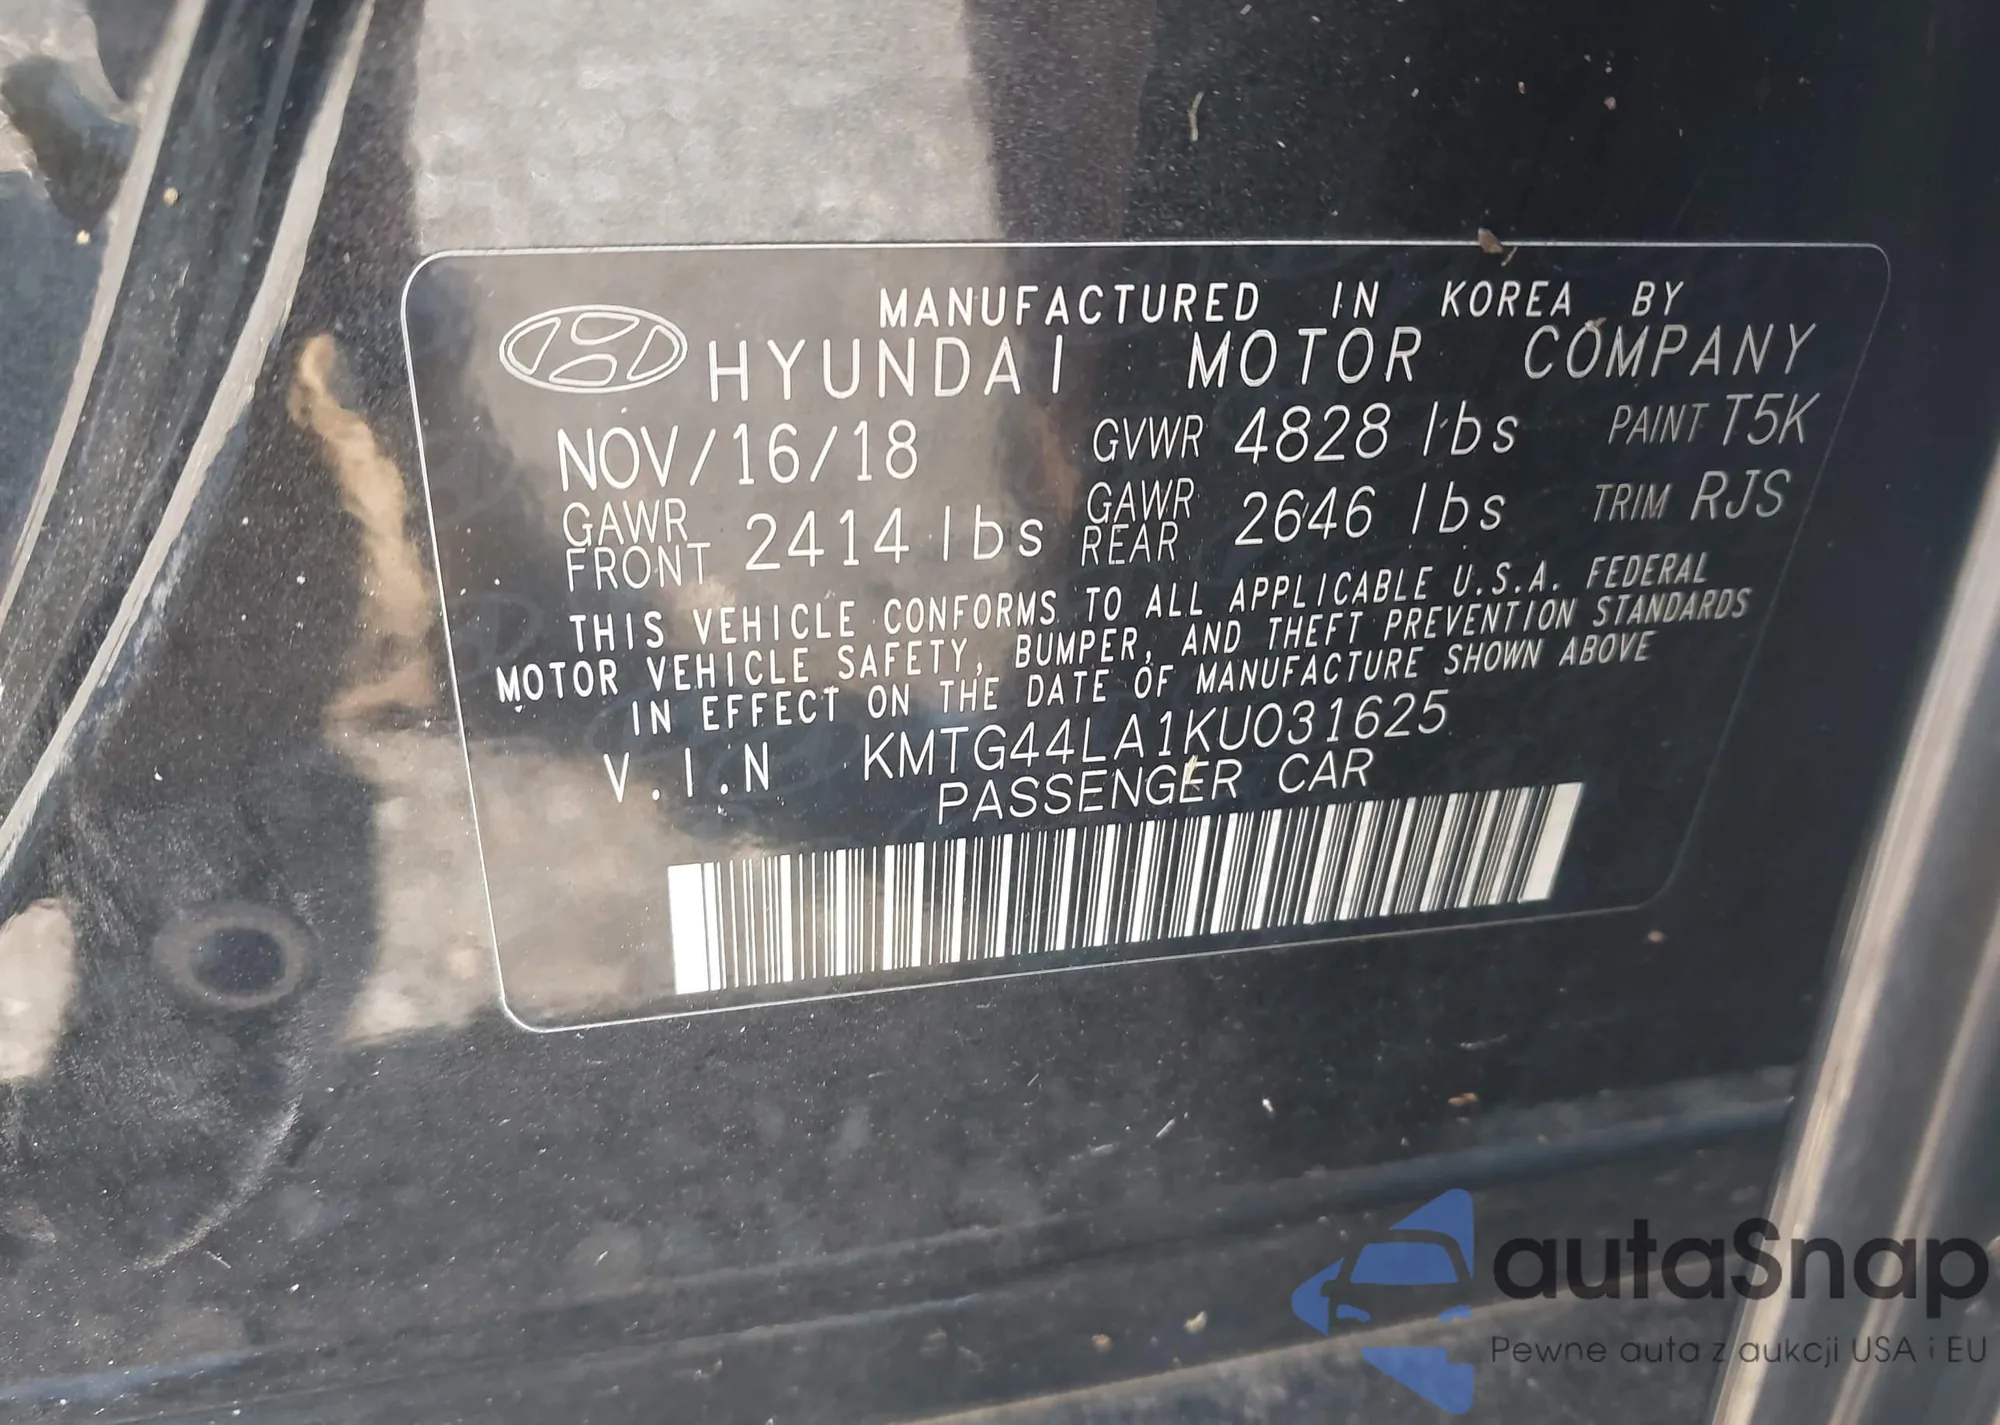 MANUFACTURED IN KOREA BY
HYUNDAI MOTOR COMPANY
NOV/16/18 GVWR 4828 lbs PAINT T5K
GAWR FRONT 2414 lbs GAWR REAR 2646 lbs TRIM RJS
THIS VEHICLE CONFORMS TO ALL APPLICABLE U.S.A. FEDERAL
MOTOR VEHICLE SAFETY, BUMPER, AND THEFT PREVENTION STANDARDS
IN EFFECT ON THE DATE OF MANUFACTURE SHOWN ABOVE
V.I.N KMTG44LA1KU031625
PASSENGER CAR
autaSnap
Pewne auta z aukcji USA i EU